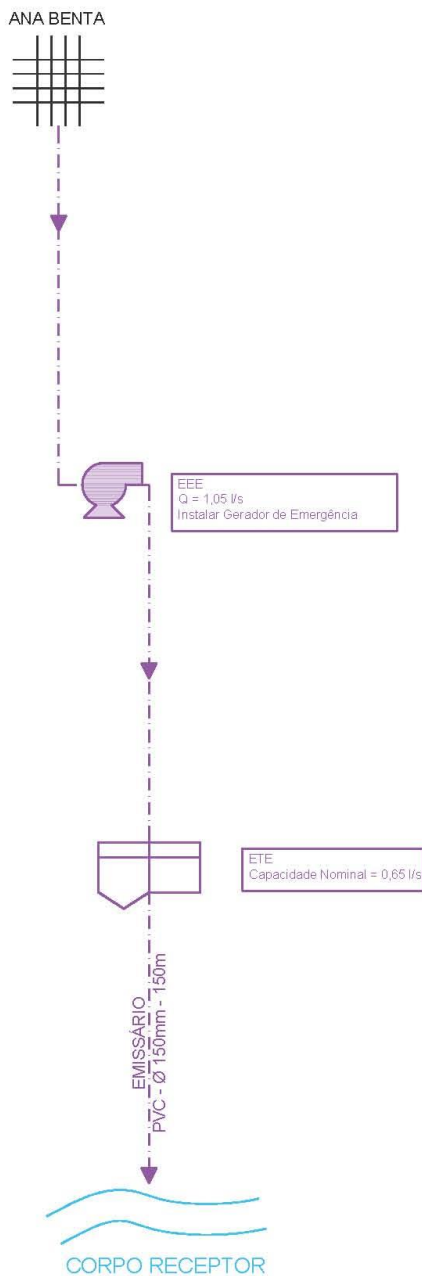 ANA BENTA
EEE
Q = 1,05 l/s
Instalar Gerador de Emergência
ETE
Capacidade Nominal = 0,65 l/s
EMISSÁRIO
PVC - Ø 150mm - 150m
CORPO RECEPTOR